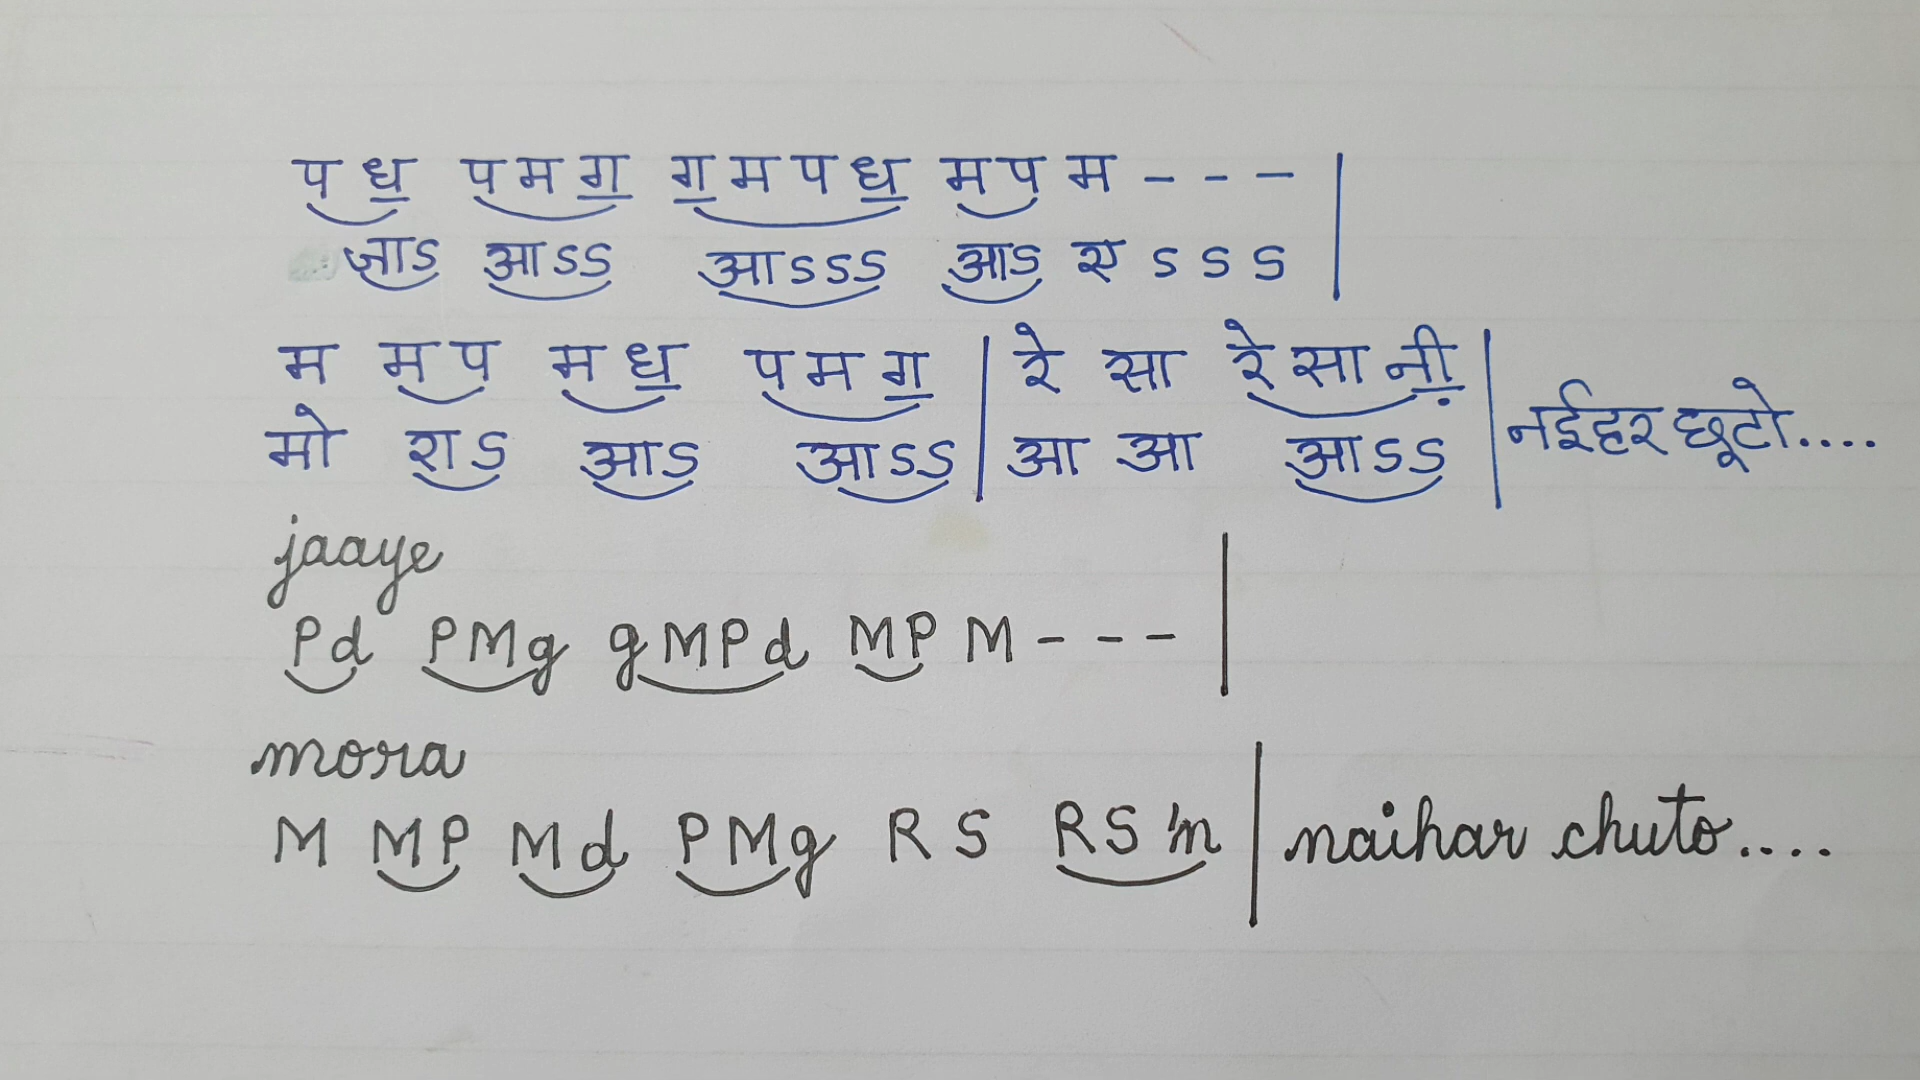 प ध॒ प म ग॒ ग॒ म प ध॒ म प म - - - |
जाऽ आऽऽ आऽऽऽ आऽ ए ऽ ऽ ऽ
म म प म ध॒ प म ग॒ | रे सा रे सा ऩी॒ | नईहर छूटो....
मो राऽ आऽ आऽऽ | आ आ आऽऽ
jaaye
Pd PMg gMPd MP M - - - |
mora
M MP Md PMg R S RS'n | naihar chuto....